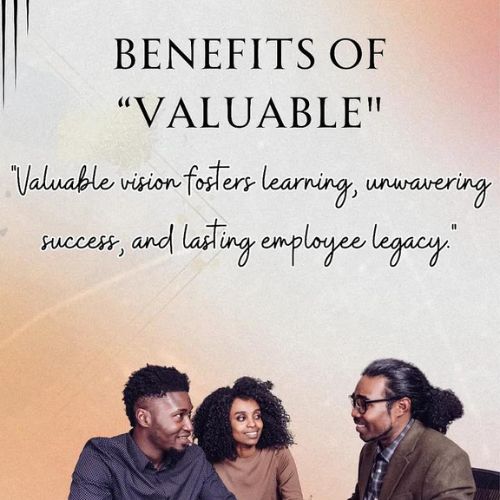 BENEFITS OF
“VALUABLE"
"Valuable vision fosters learning, unwavering
success, and lasting employee legacy."